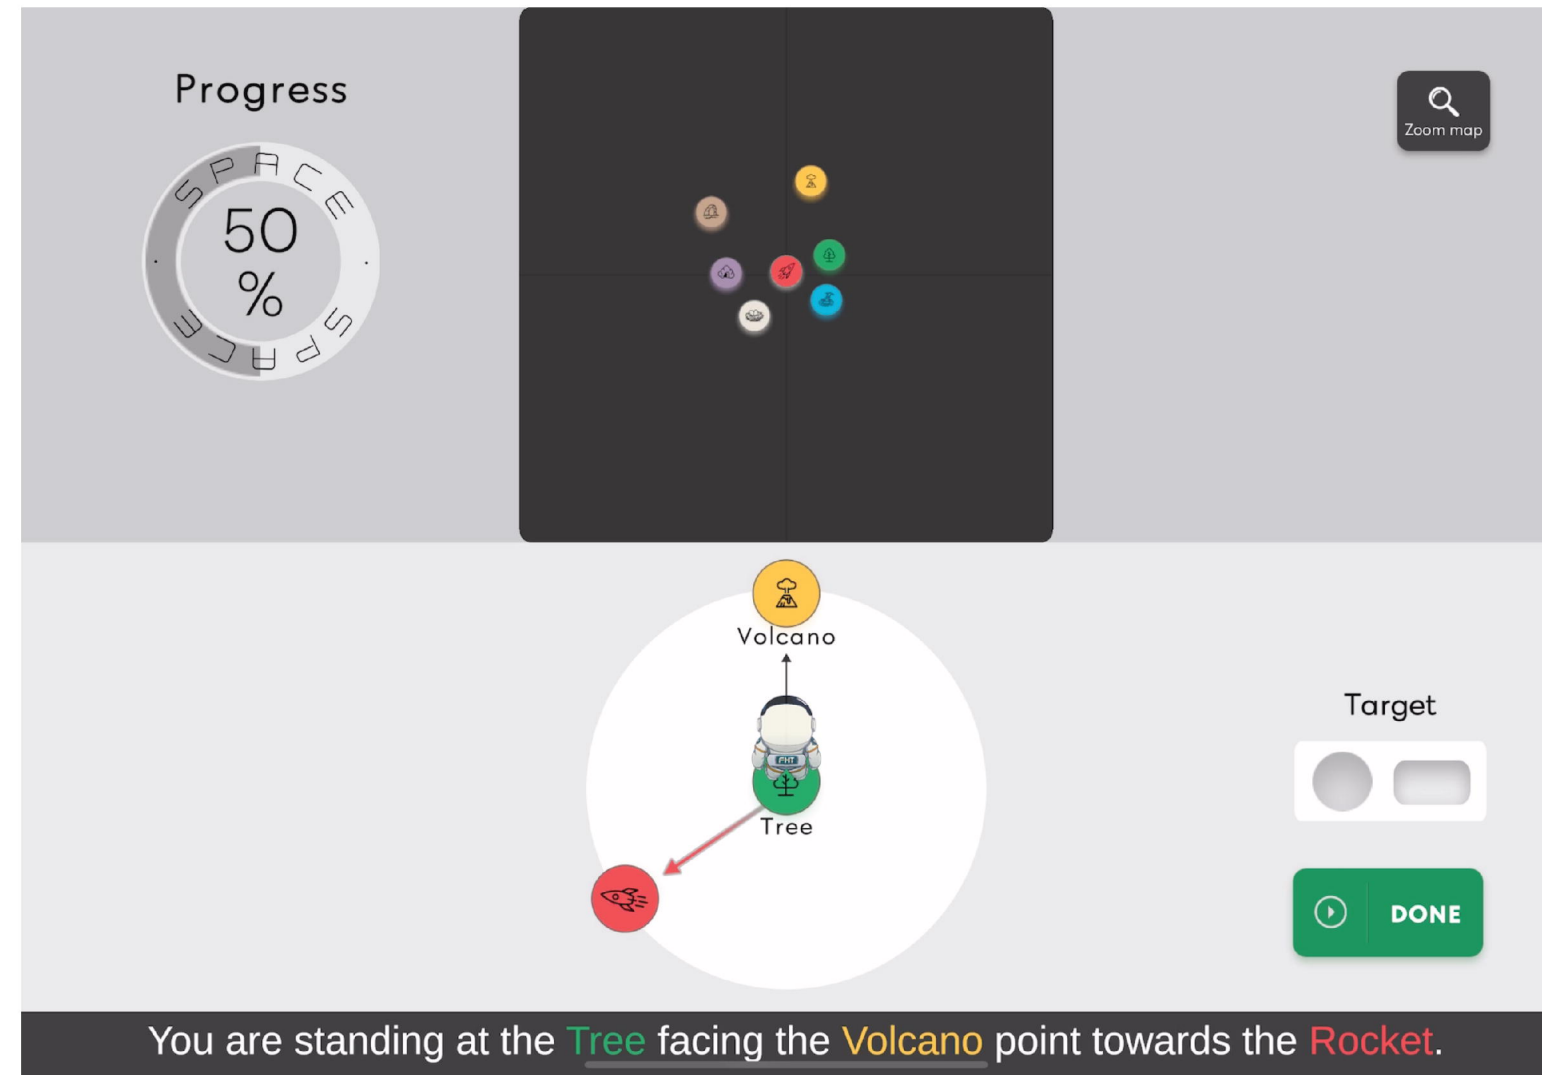 Progress
SPACE
50
%
SPACE
Zoom map
Volcano
FHT
Tree
Target
DONE
You are standing at the Tree facing the Volcano point towards the Rocket.